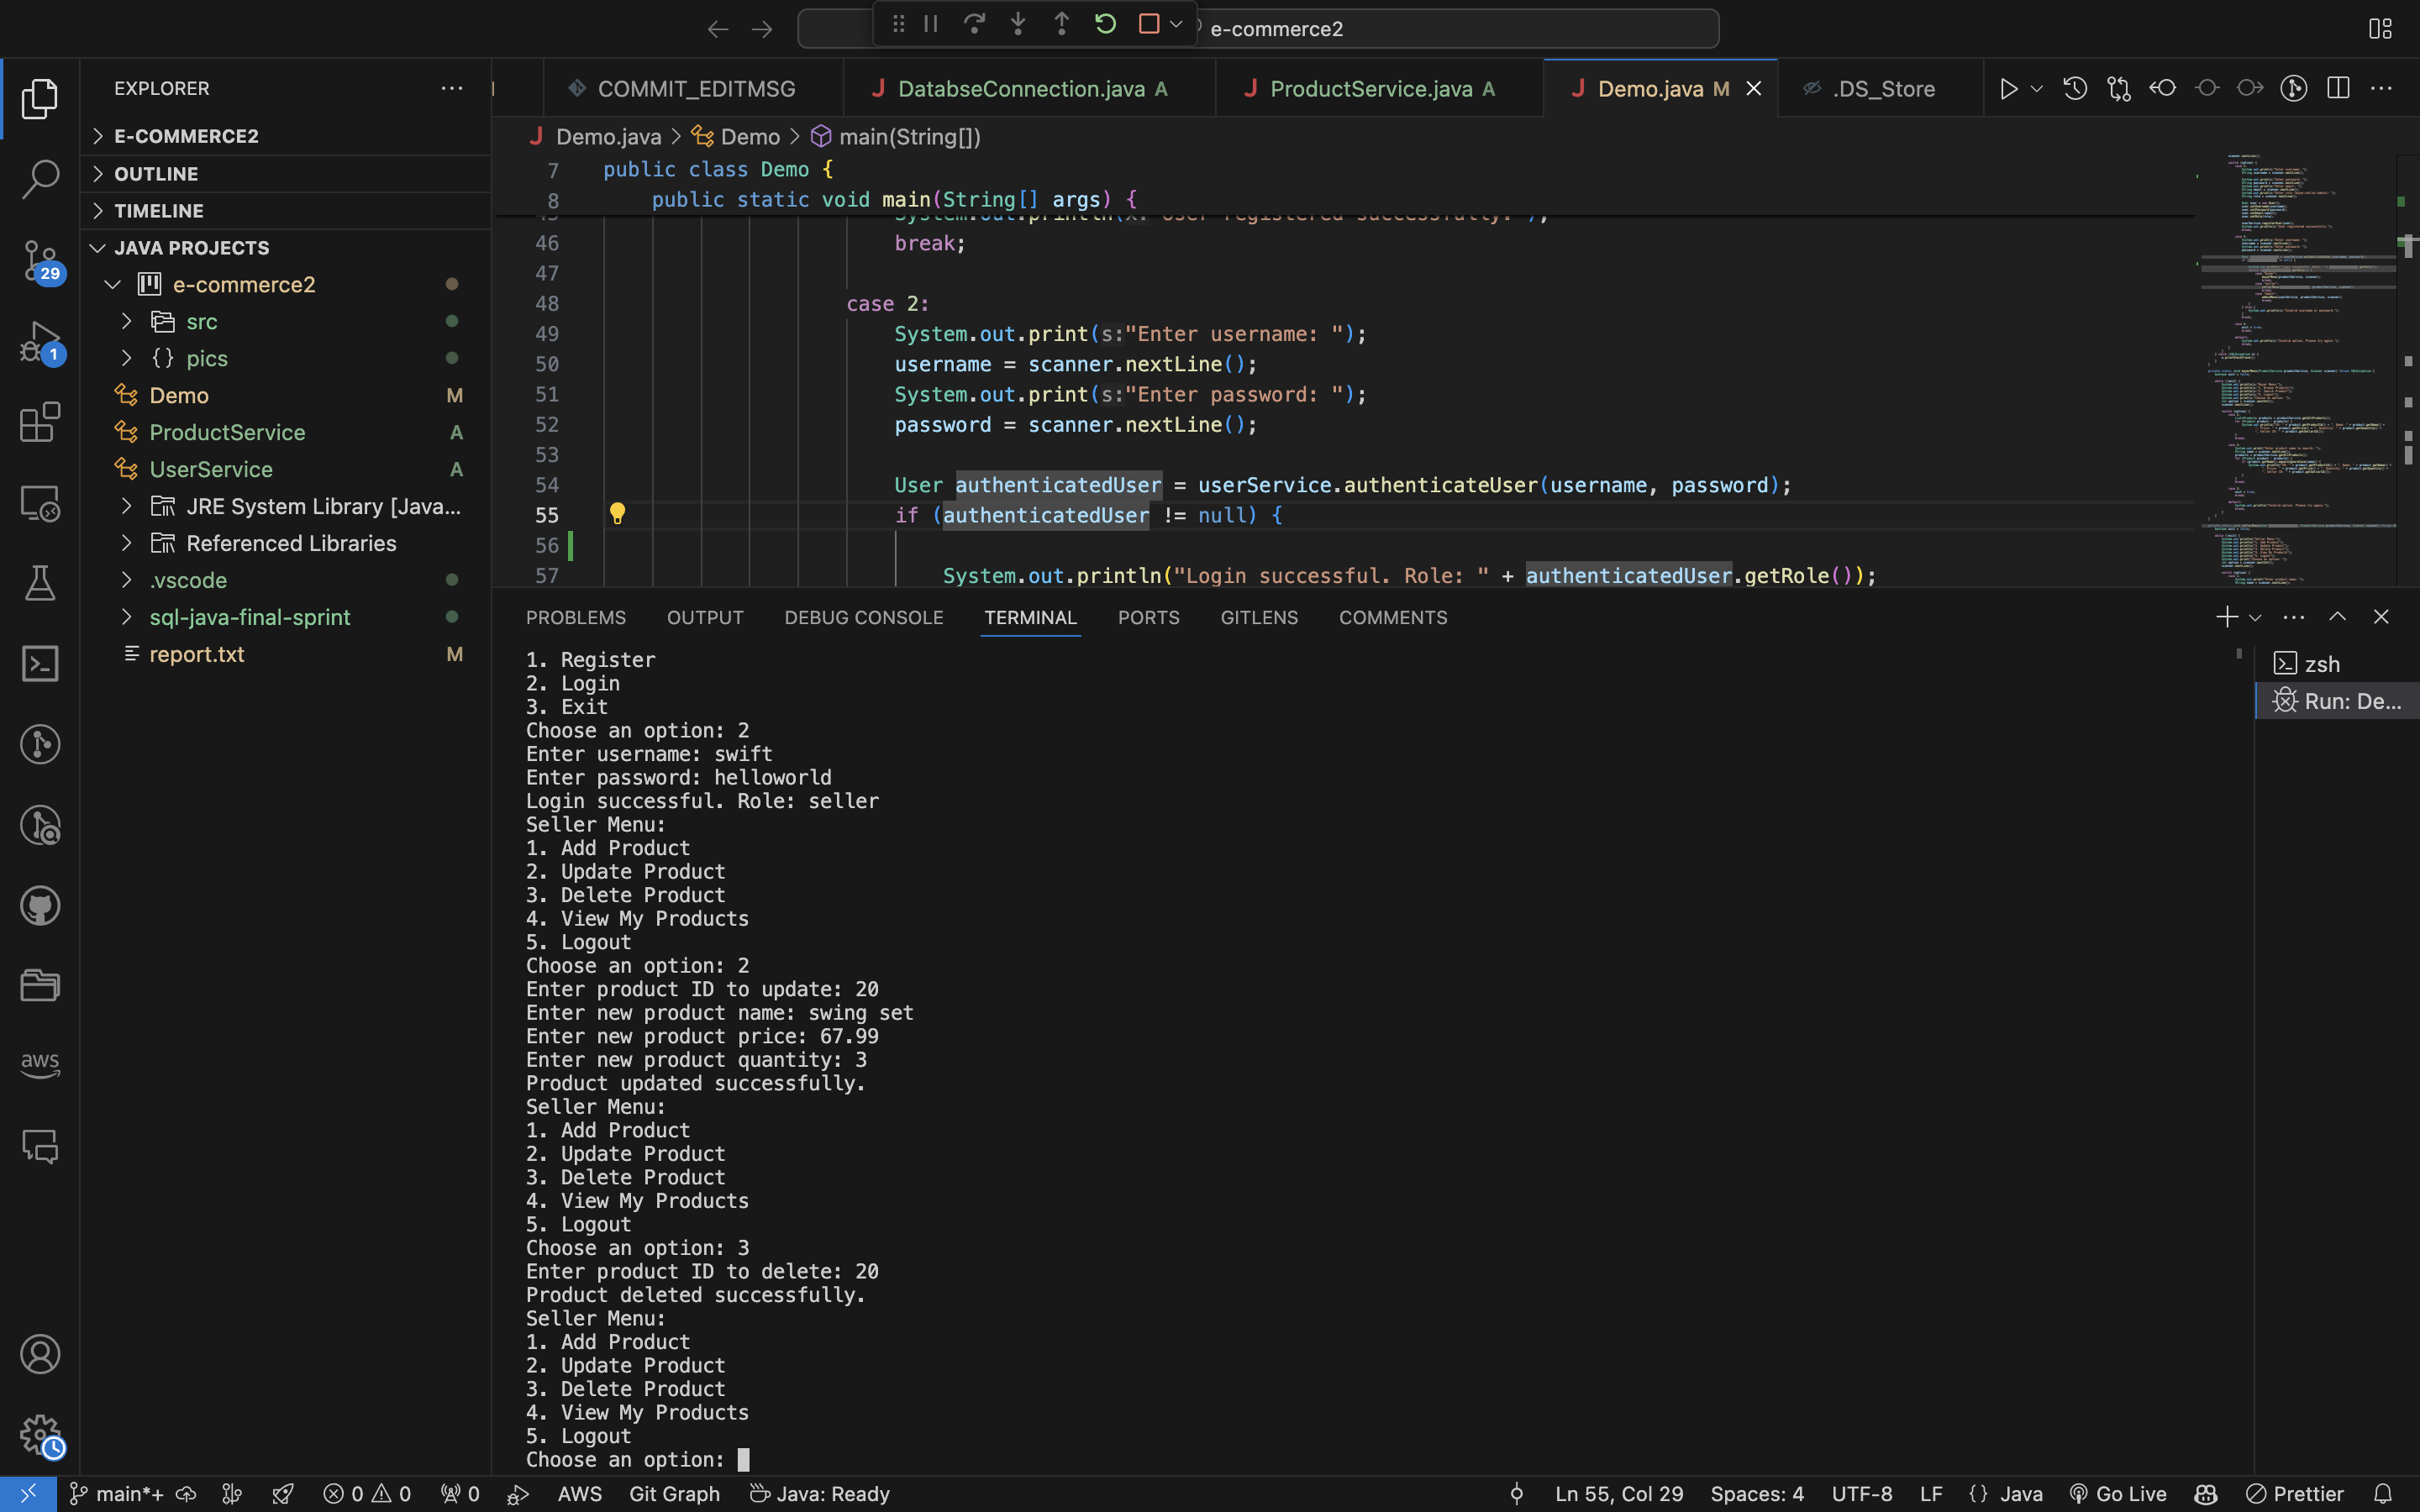 e-commerce2
EXPLORER
COMMIT_EDITMSG
DatabseConnection.java A
ProductService.java A
Demo.java M
.DS_Store
E-COMMERCE2
OUTLINE
TIMELINE
JAVA PROJECTS
e-commerce2
src
pics
Demo M
ProductService A
UserService A
JRE System Library [Java...
Referenced Libraries
.vscode
sql-java-final-sprint
report.txt M
29
1
aws
Demo.java > Demo > main(String[])
7 public class Demo {
8 public static void main(String[] args) {
46 break;
47
48 case 2:
49 System.out.print(s:"Enter username: ");
50 username = scanner.nextLine();
51 System.out.print(s:"Enter password: ");
52 password = scanner.nextLine();
53
54 User authenticatedUser = userService.authenticateUser(username, password);
55 if (authenticatedUser != null) {
56
57 System.out.println("Login successful. Role: " + authenticatedUser.getRole());
PROBLEMS OUTPUT DEBUG CONSOLE TERMINAL PORTS GITLENS COMMENTS
zsh
Run: De...
1. Register
2. Login
3. Exit
Choose an option: 2
Enter username: swift
Enter password: helloworld
Login successful. Role: seller
Seller Menu:
1. Add Product
2. Update Product
3. Delete Product
4. View My Products
5. Logout
Choose an option: 2
Enter product ID to update: 20
Enter new product name: swing set
Enter new product price: 67.99
Enter new product quantity: 3
Product updated successfully.
Seller Menu:
1. Add Product
2. Update Product
3. Delete Product
4. View My Products
5. Logout
Choose an option: 3
Enter product ID to delete: 20
Product deleted successfully.
Seller Menu:
1. Add Product
2. Update Product
3. Delete Product
4. View My Products
5. Logout
Choose an option:
main*+ 0 0 0 AWS Git Graph Java: Ready Ln 55, Col 29 Spaces: 4 UTF-8 LF {} Java Go Live Prettier